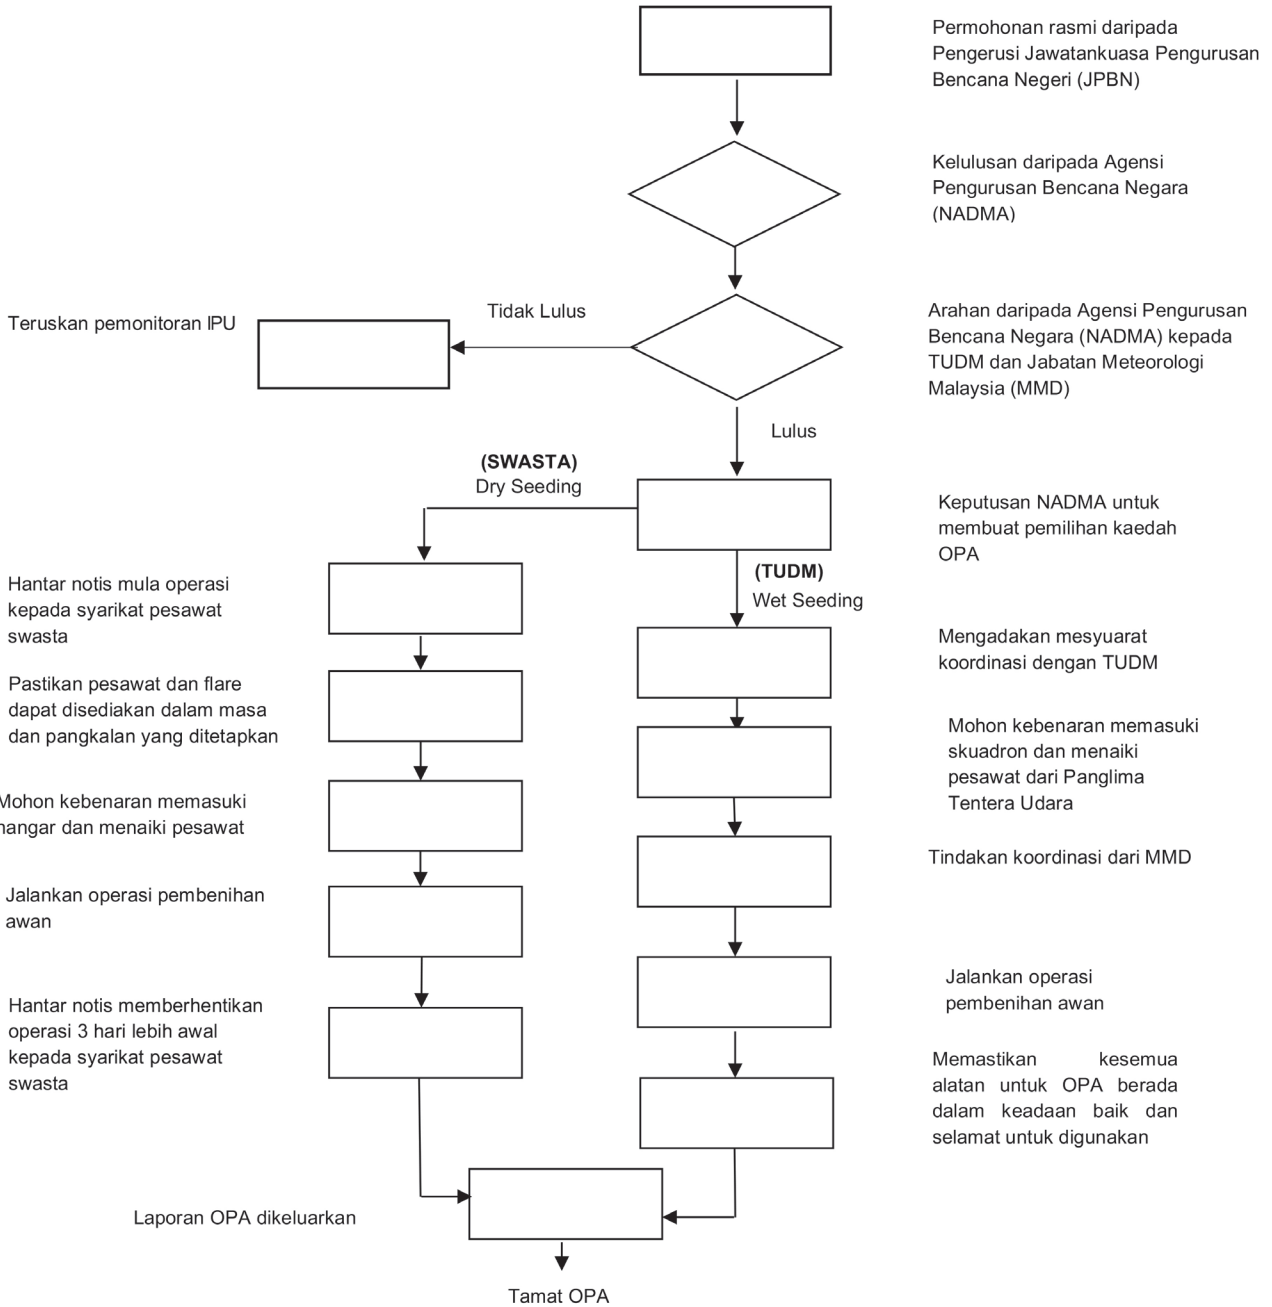 Permohonan rasmi daripada
Pengerusi Jawatankuasa Pengurusan
Bencana Negeri (JPBN)
Kelulusan daripada Agensi
Pengurusan Bencana Negara
(NADMA)
Teruskan pemonitoran IPU
Tidak Lulus
Arahan daripada Agensi Pengurusan
Bencana Negara (NADMA) kepada
TUDM dan Jabatan Meteorologi
Malaysia (MMD)
Lulus
(SWASTA)
Dry Seeding
Keputusan NADMA untuk
membuat pemilihan kaedah
OPA
(TUDM)
Wet Seeding
Hantar notis mula operasi
kepada syarikat pesawat
swasta
Mengadakan mesyuarat
koordinasi dengan TUDM
Pastikan pesawat dan flare
dapat disediakan dalam masa
dan pangkalan yang ditetapkan
Mohon kebenaran memasuki
skuadron dan menaiki
pesawat dari Panglima
Tentera Udara
Mohon kebenaran memasuki
hangar dan menaiki pesawat
Tindakan koordinasi dari MMD
Jalankan operasi pembenihan
awan
Jalankan operasi
pembenihan awan
Hantar notis memberhentikan
operasi 3 hari lebih awal
kepada syarikat pesawat
swasta
Memastikan kesemua
alatan untuk OPA berada
dalam keadaan baik dan
selamat untuk digunakan
Laporan OPA dikeluarkan
Tamat OPA